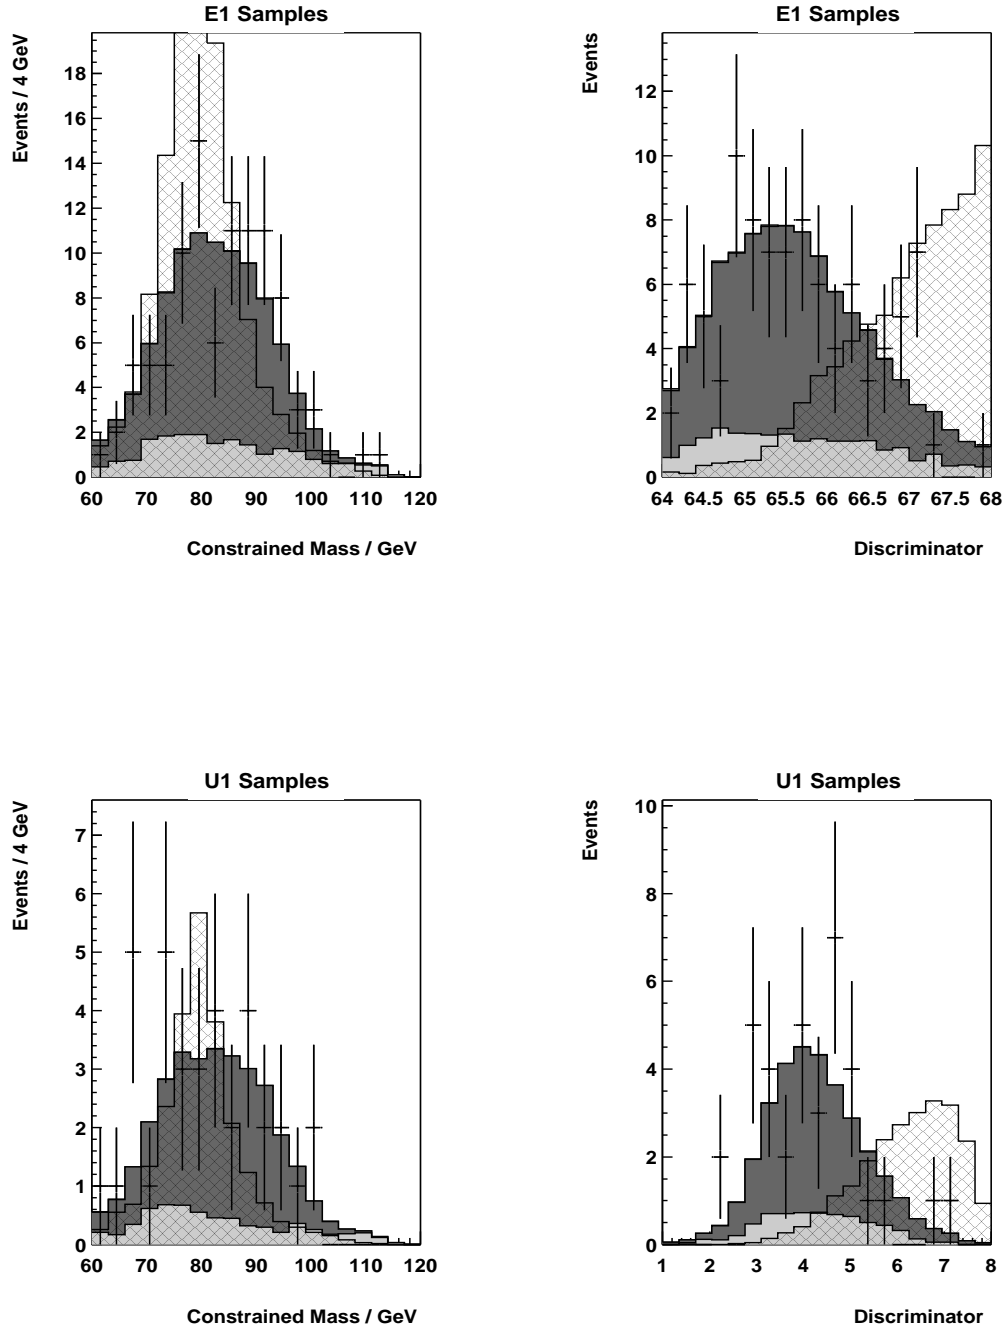 E1 Samples
Events / 4 GeV
18
16
14
12
10
8
6
4
2
0
60 70 80 90 100 110 120
Constrained Mass / GeV
E1 Samples
Events
12
10
8
6
4
2
0
64 64.5 65 65.5 66 66.5 67 67.5 68
Discriminator
U1 Samples
Events / 4 GeV
7
6
5
4
3
2
1
0
60 70 80 90 100 110 120
Constrained Mass / GeV
U1 Samples
Events
10
8
6
4
2
0
1 2 3 4 5 6 7 8
Discriminator